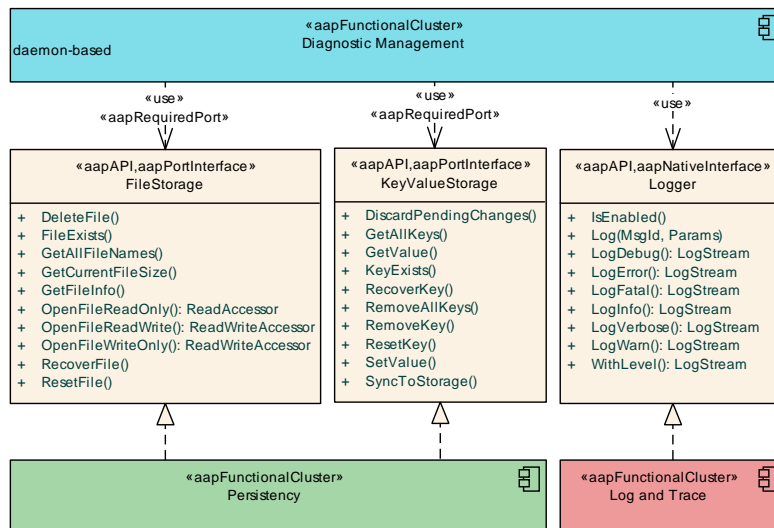 «aapFunctionalCluster»
Diagnostic Management
daemon-based
«use»
«aapRequiredPort»
«use»
«aapRequiredPort»
«use»
«aapAPI,aapPortInterface»
FileStorage
+ DeleteFile()
+ FileExists()
+ GetAllFileNames()
+ GetCurrentFileSize()
+ GetFileInfo()
+ OpenFileReadOnly(): ReadAccessor
+ OpenFileReadWrite(): ReadWriteAccessor
+ OpenFileWriteOnly(): ReadWriteAccessor
+ RecoverFile()
+ ResetFile()
«aapAPI,aapPortInterface»
KeyValueStorage
+ DiscardPendingChanges()
+ GetAllKeys()
+ GetValue()
+ KeyExists()
+ RecoverKey()
+ RemoveAllKeys()
+ RemoveKey()
+ ResetKey()
+ SetValue()
+ SyncToStorage()
«aapAPI,aapNativeInterface»
Logger
+ IsEnabled()
+ Log(MsgId, Params)
+ LogDebug(): LogStream
+ LogError(): LogStream
+ LogFatal(): LogStream
+ LogInfo(): LogStream
+ LogVerbose(): LogStream
+ LogWarn(): LogStream
+ WithLevel(): LogStream
«aapFunctionalCluster»
Persistency
«aapFunctionalCluster»
Log and Trace